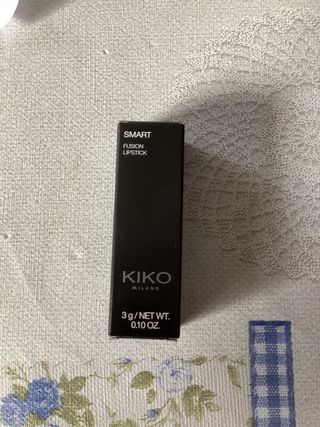 SMART
FUSION
LIPSTICK
KIKO
MILANO
3 g / NET WT.
0.10 OZ.